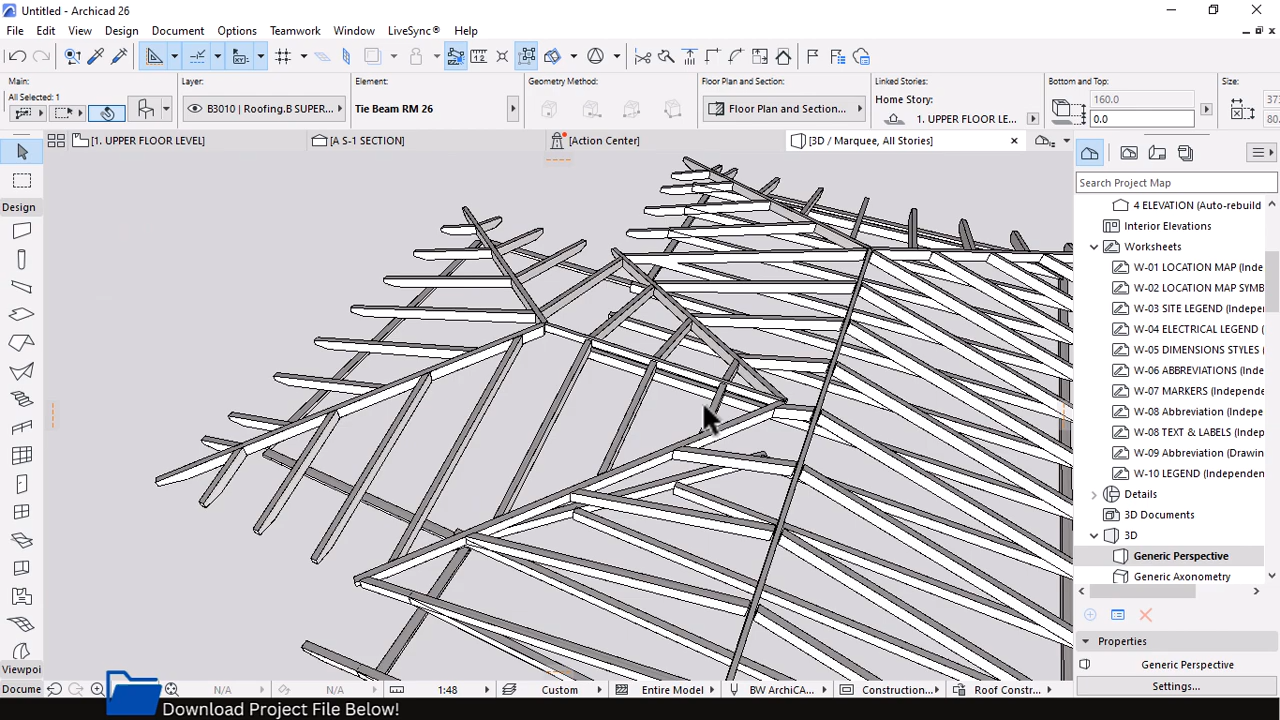 Untitled - Archicad 26
File Edit View Design Document Options Teamwork Window LiveSync® Help
Main:
All Selected: 1
Layer:
B3010 | Roofing.B SUPER...
Element:
Tie Beam RM 26
Geometry Method:
Floor Plan and Section:
Floor Plan and Section...
Linked Stories:
Home Story:
1. UPPER FLOOR LE...
Bottom and Top:
160.0
0.0
Size:
[1. UPPER FLOOR LEVEL]
[A S-1 SECTION]
[Action Center]
[3D / Marquee, All Stories]
Search Project Map
Design
4 ELEVATION (Auto-rebuild
Interior Elevations
Worksheets
W-01 LOCATION MAP (Inde
W-02 LOCATION MAP SYMB
W-03 SITE LEGEND (Indepen
W-04 ELECTRICAL LEGEND (
W-05 DIMENSIONS STYLES (
W-06 ABBREVIATIONS (Inde
W-07 MARKERS (Independen
W-08 Abbreviation (Indepe
W-08 TEXT & LABELS (Indep
W-09 Abbreviation (Drawin
W-10 LEGEND (Independent
Details
3D Documents
3D
Generic Perspective
Generic Axonometry
Properties
Generic Perspective
Settings...
Viewpoi
Docume
N/A
N/A
1:48
Custom
Entire Model
BW ArchiCA...
Construction...
Roof Constr...
Download Project File Below!